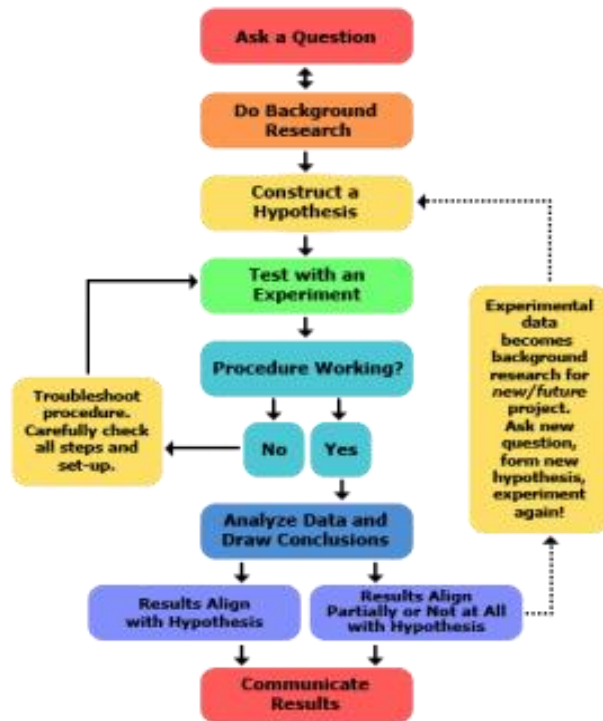 Ask a Question
Do Background
Research
Construct a
Hypothesis
Test with an
Experiment
Procedure Working?
Troubleshoot
procedure.
Carefully check
all steps and
set-up.
No
Yes
Experimental
data
becomes
background
research for
new/future
project.
Ask new
question,
form new
hypothesis,
experiment
again!
Analyze Data and
Draw Conclusions
Results Align
with Hypothesis
Results Align
Partially or Not at All
with Hypothesis
Communicate
Results